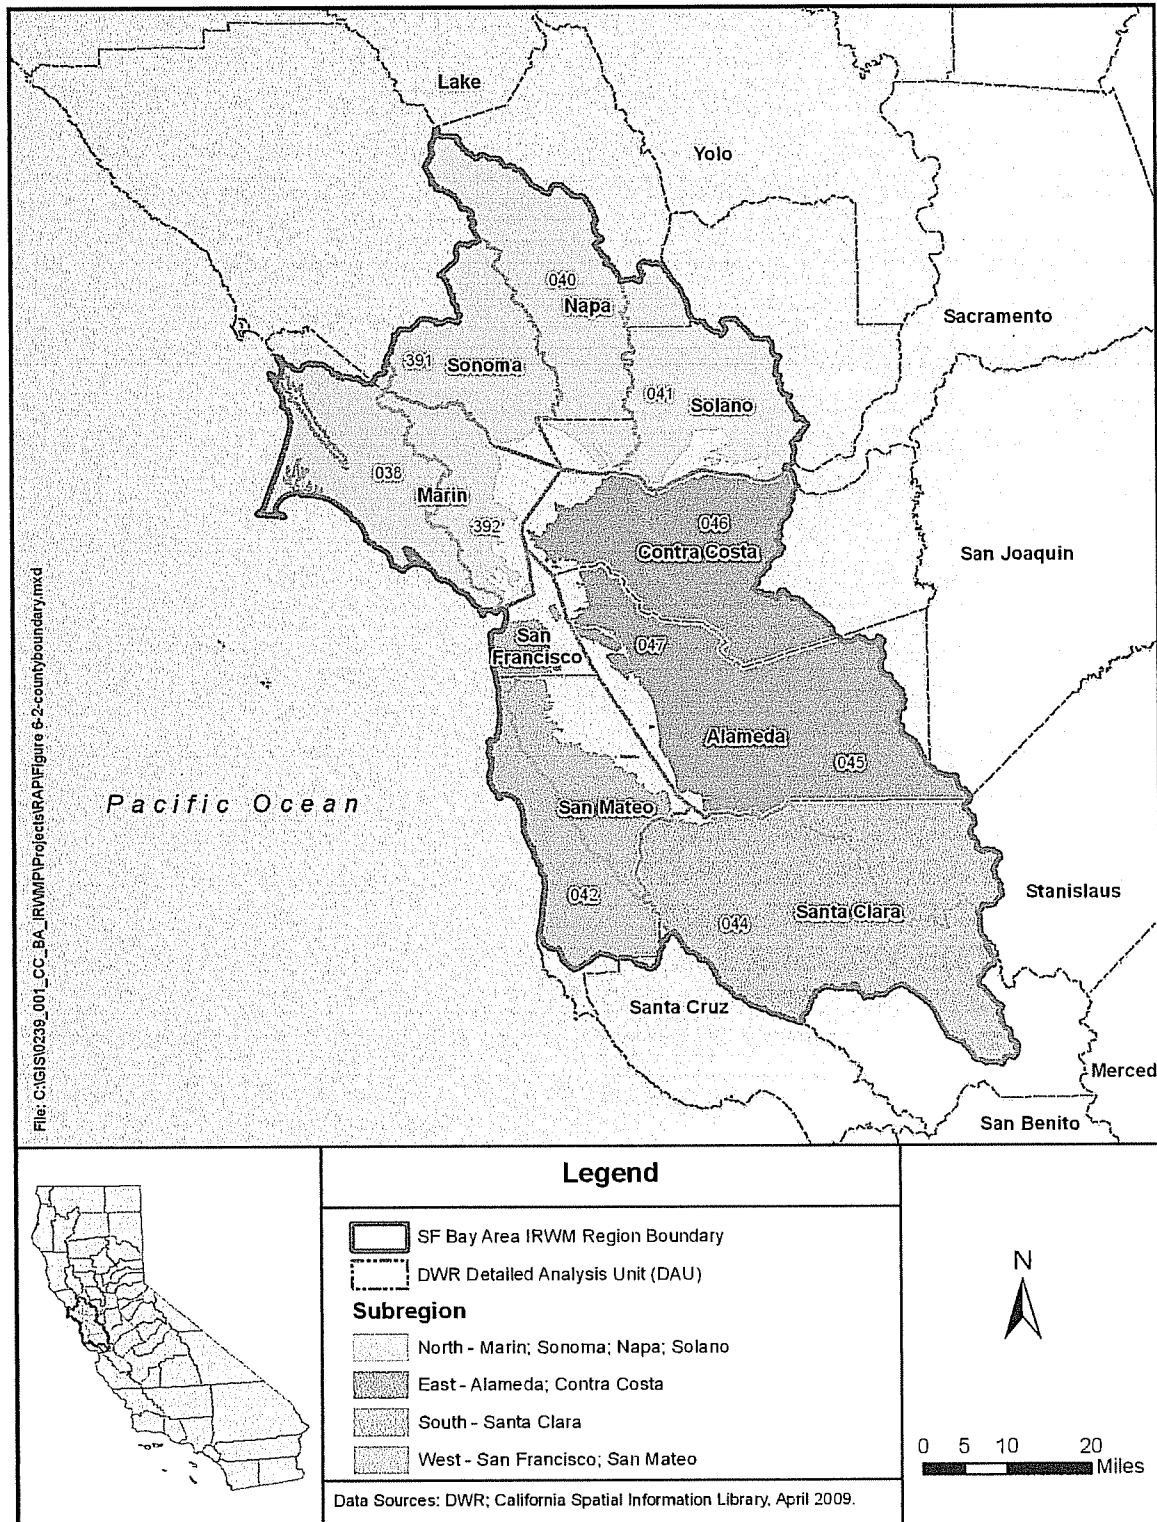 Lake
Yolo
040
Napa
Sacramento
391
Sonoma
041
Solano
038
Marin
392
046
Contra Costa
San Joaquin
San
Francisco
047
Alameda
045
Pacific Ocean
San Mateo
042
044
Santa Clara
Stanislaus
Santa Cruz
Merced
San Benito
File: C:\GIS\0239_001_CC_BA_IRWMP\Projects\RAP\Figure 6-2-countyboundary.mxd
Legend
SF Bay Area IRWM Region Boundary
DWR Detailed Analysis Unit (DAU)
Subregion
North - Marin; Sonoma; Napa; Solano
East - Alameda; Contra Costa
South - Santa Clara
West - San Francisco; San Mateo
Data Sources: DWR; California Spatial Information Library, April 2009.
N
0 5 10 20
Miles